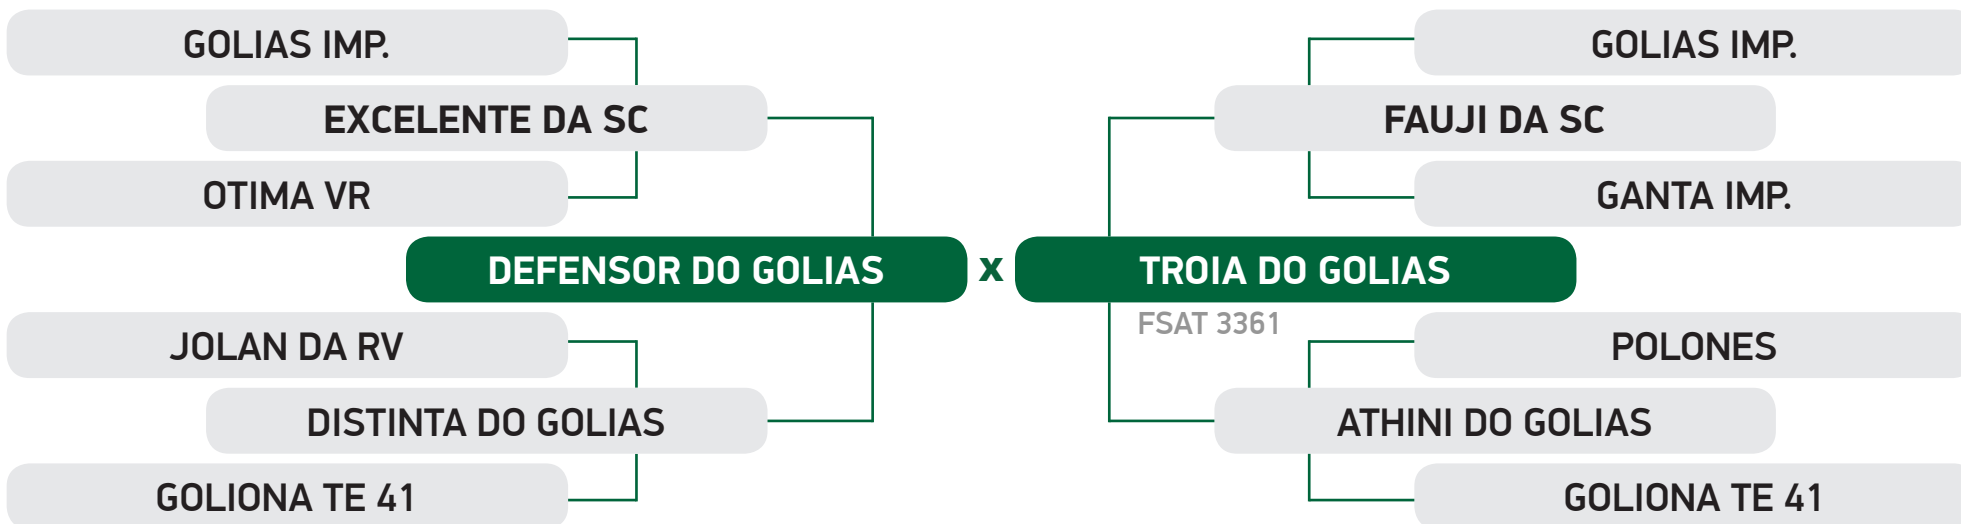 GOLIAS IMP.
GOLIAS IMP.
EXCELENTE DA SC
FAUJI DA SC
OTIMA VR
GANTA IMP.
DEFENSOR DO GOLIAS x TROIA DO GOLIAS
FSAT 3361
JOLAN DA RV
POLONES
DISTINTA DO GOLIAS
ATHINI DO GOLIAS
GOLIONA TE 41
GOLIONA TE 41